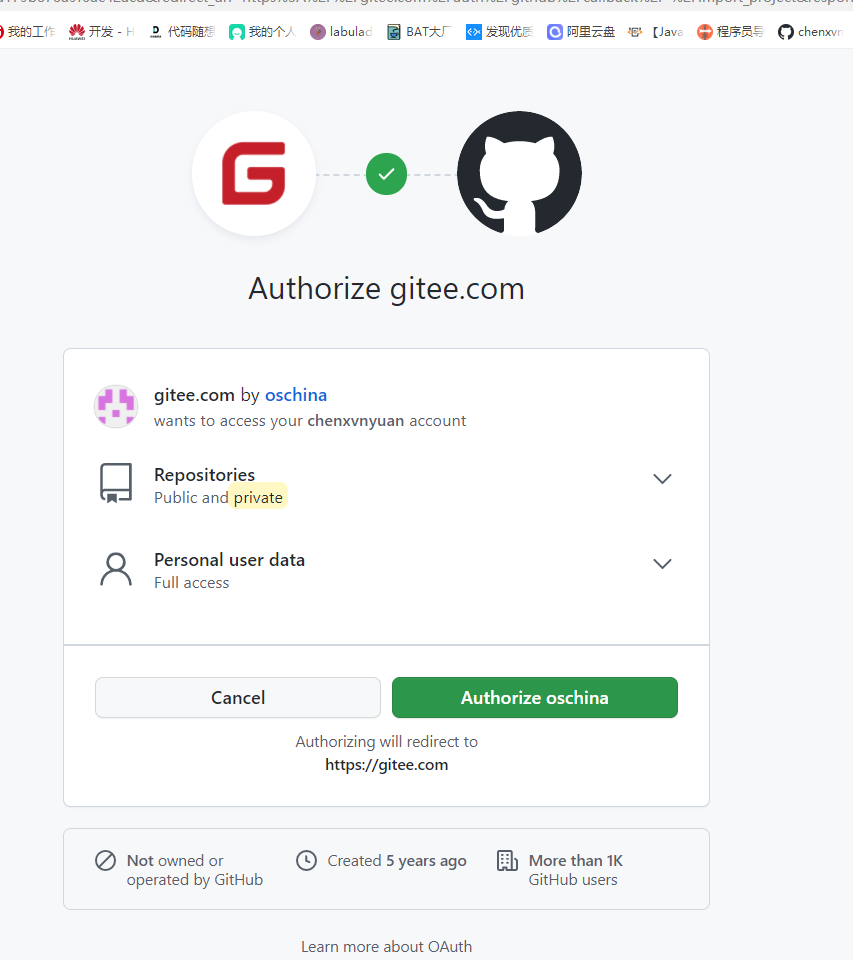 我的工作 开发 - H 代码随想 我的个人 labulad BAT大厂 发现优质 阿里云盘 【Java 程序员导 chenxvn
Authorize gitee.com
gitee.com by oschina
wants to access your chenxvnyuan account
Repositories
Public and private
Personal user data
Full access
Cancel Authorize oschina
Authorizing will redirect to
https://gitee.com
Not owned or
operated by GitHub
Created 5 years ago
More than 1K
GitHub users
Learn more about OAuth